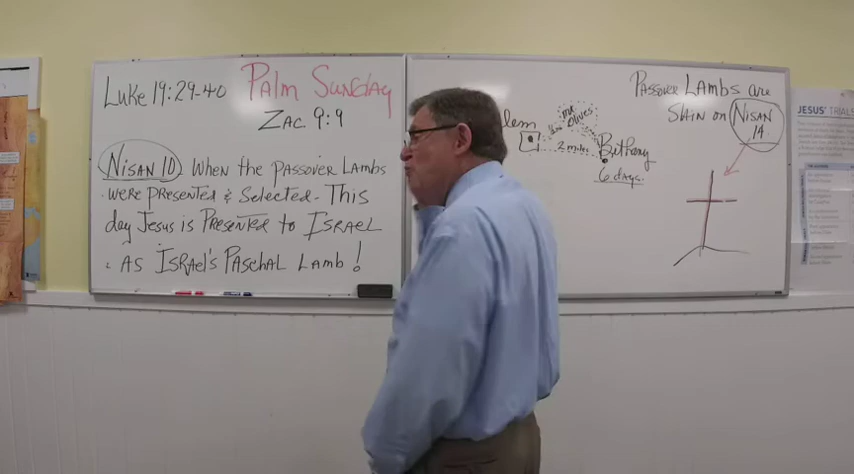 Luke 19:29-40
Palm Sunday
Zac 9:9
Nisan 10 When the Passover Lambs
were Presented & Selected. This
day Jesus is Presented to Israel
As Israel's Paschal Lamb!
lem
Mt
Olives
Bethany
2 miles
6 days.
Passover Lambs are
Slain on Nisan
14.
JESUS' TRIALS